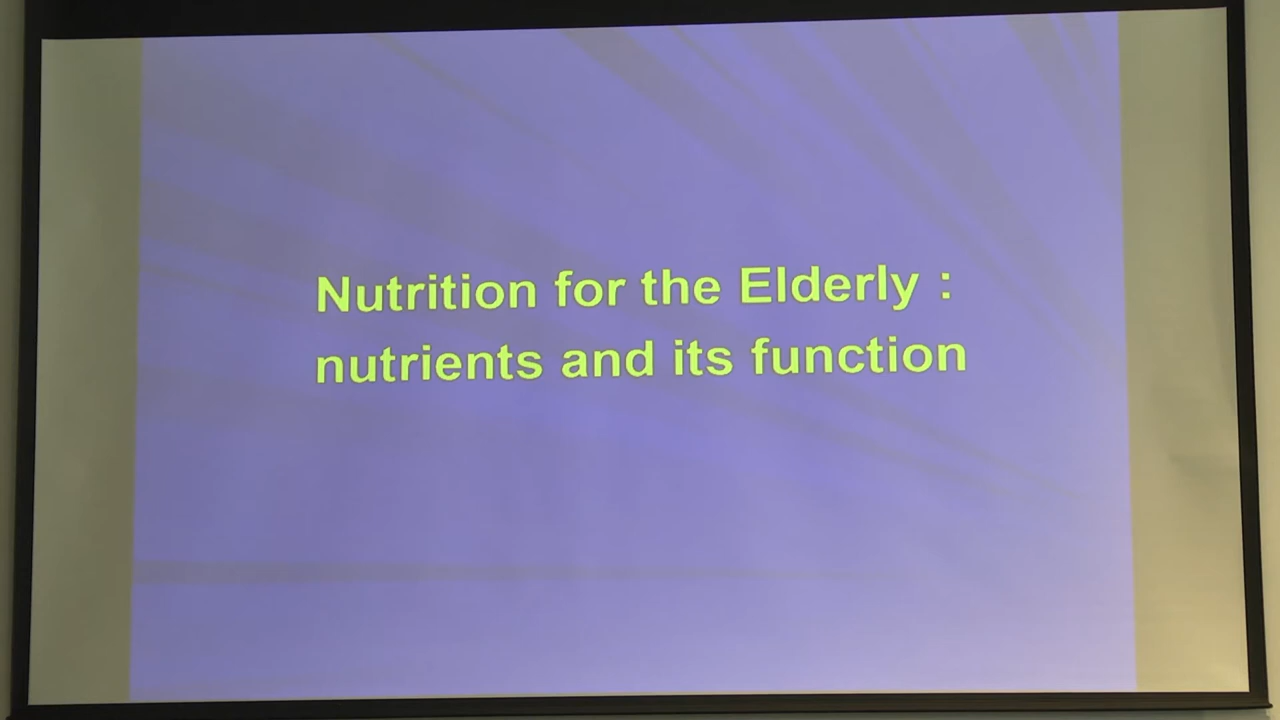 Nutrition for the Elderly :
nutrients and its function